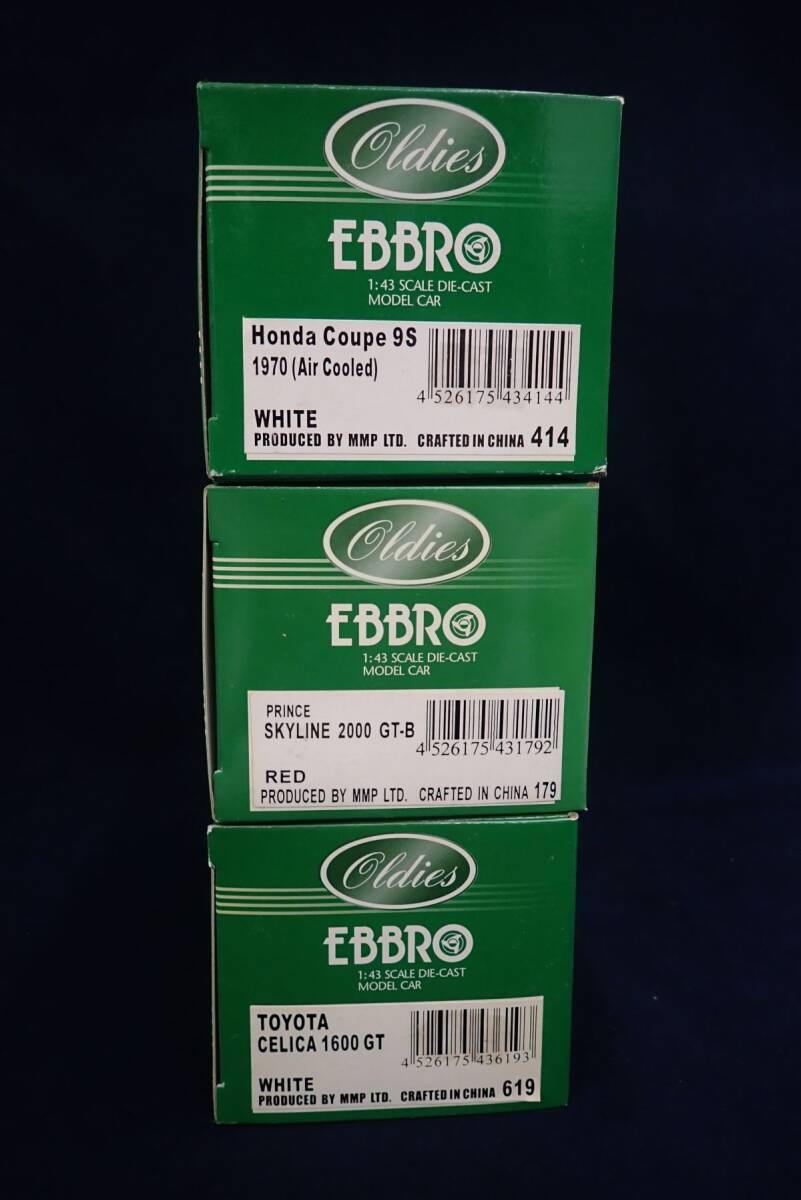 Oldies
EBBRO
1:43 SCALE DIE-CAST
MODEL CAR
Honda Coupe 9S
1970 (Air Cooled)
4 526175 434144
WHITE
PRODUCED BY MMP LTD. CRAFTED IN CHINA 414
Oldies
EBBRO
1:43 SCALE DIE-CAST
MODEL CAR
PRINCE
SKYLINE 2000 GT-B
4 526175 431792
RED
PRODUCED BY MMP LTD. CRAFTED IN CHINA 179
Oldies
EBBRO
1:43 SCALE DIE-CAST
MODEL CAR
TOYOTA
CELICA 1600 GT
4 526175 436193
WHITE
PRODUCED BY MMP LTD. CRAFTED IN CHINA 619